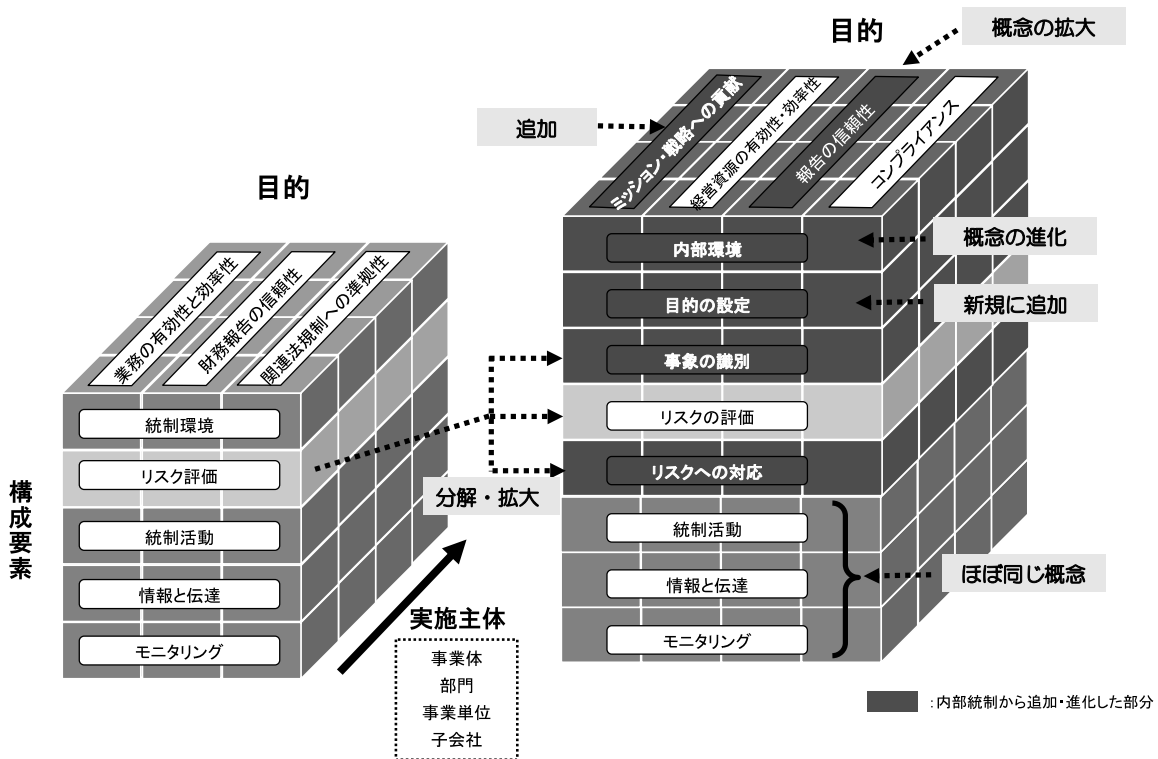 目的
業務の有効性と効率性
財務報告の信頼性
関連法規制への準拠性
構成要素
統制環境
リスク評価
統制活動
情報と伝達
モニタリング
実施主体
事業体
部門
事業単位
子会社
目的
概念の拡大
追加
ミッション・戦略への貢献
経営資源の有効性・効率性
報告の信頼性
コンプライアンス
内部環境
概念の進化
目的の設定
新規に追加
事象の識別
リスクの評価
リスクへの対応
分解・拡大
統制活動
情報と伝達
モニタリング
ほぼ同じ概念
:内部統制から追加・進化した部分